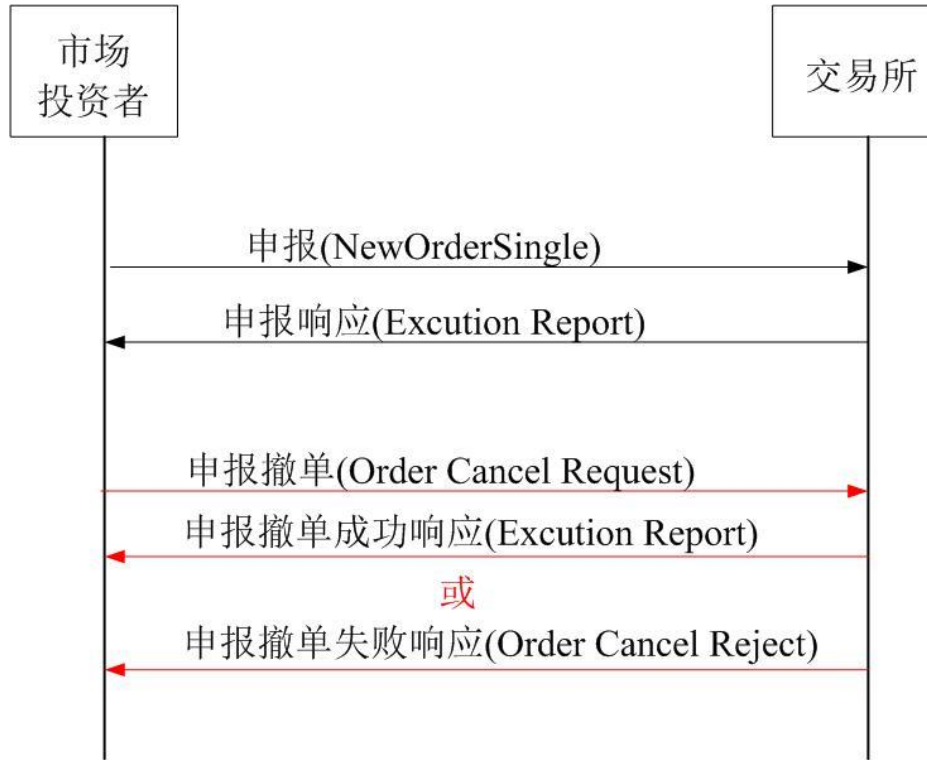 市场
投资者
交易所
申报(NewOrderSingle)
申报响应(Excution Report)
申报撤单(Order Cancel Request)
申报撤单成功响应(Excution Report)
或
申报撤单失败响应(Order Cancel Reject)